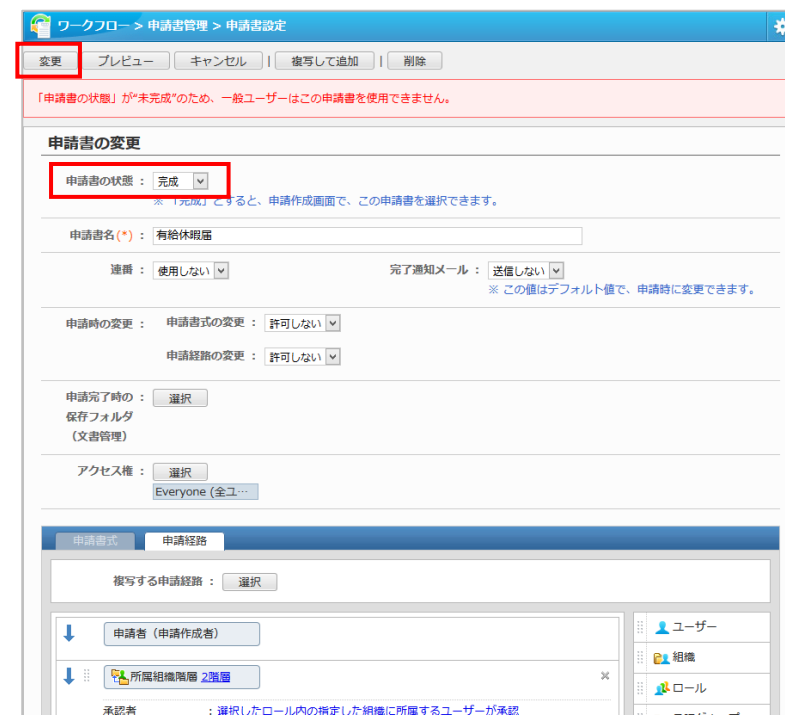 ワークフロー > 申請書管理 > 申請書設定
変更 プレビュー キャンセル | 複写して追加 | 削除
「申請書の状態」が“未完成”のため、一般ユーザーはこの申請書を使用できません。
申請書の変更
申請書の状態 : 完成
※ 「完成」とすると、申請作成画面で、この申請書を選択できます。
申請書名(*) : 有給休暇届
連番 : 使用しない 完了通知メール : 送信しない
※ この値はデフォルト値で、申請時に変更できます。
申請時の変更 : 申請書式の変更 : 許可しない
申請経路の変更 : 許可しない
申請完了時の : 選択
保存フォルダ
（文書管理）
アクセス権 : 選択
Everyone (全ユ…
申請書式 申請経路
複写する申請経路 : 選択
申請者（申請作成者）
ユーザー
組織
所属組織階層 2階層
ロール
承認者 : 選択したロール内の指定した組織に所属するユーザーが承認